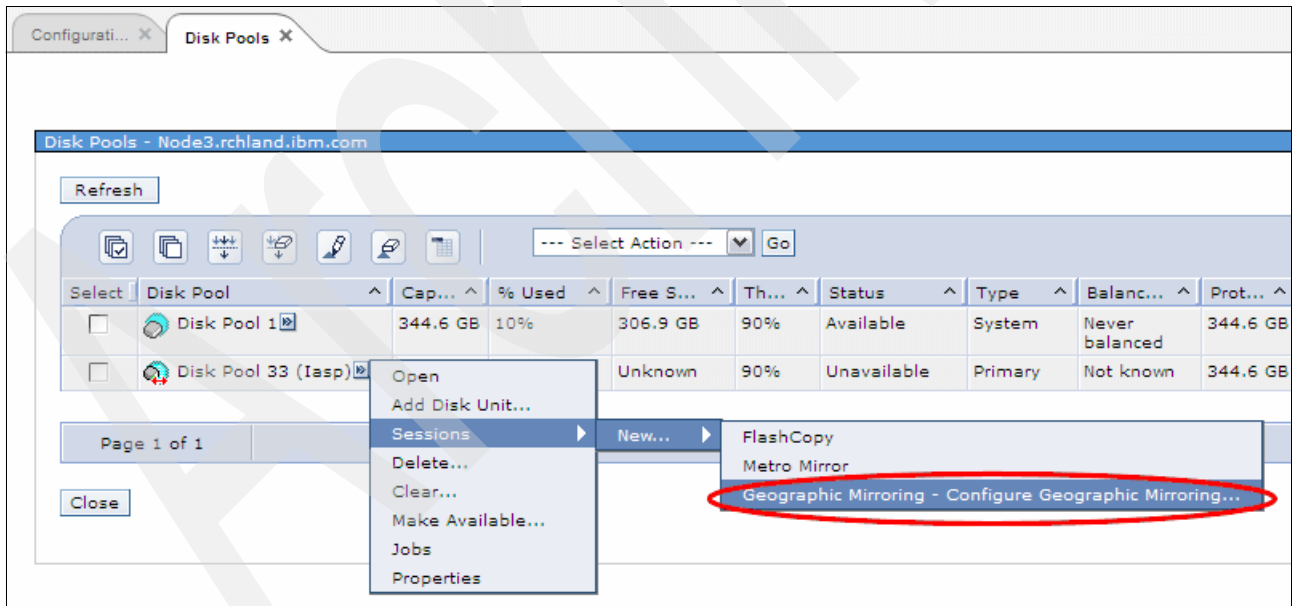 Configurati...
Disk Pools
Disk Pools - Node3.rchland.ibm.com
Refresh
--- Select Action --- Go
Select Disk Pool Cap... % Used Free S... Th... Status Type Balanc... Prot...
Disk Pool 1 344.6 GB 10% 306.9 GB 90% Available System Never balanced 344.6 GB
Disk Pool 33 (Iasp) Unknown 90% Unavailable Primary Not known 344.6 GB
Open
Add Disk Unit...
Sessions New... FlashCopy
Metro Mirror
Geographic Mirroring - Configure Geographic Mirroring...
Delete...
Clear...
Make Available...
Jobs
Properties
Page 1 of 1
Close